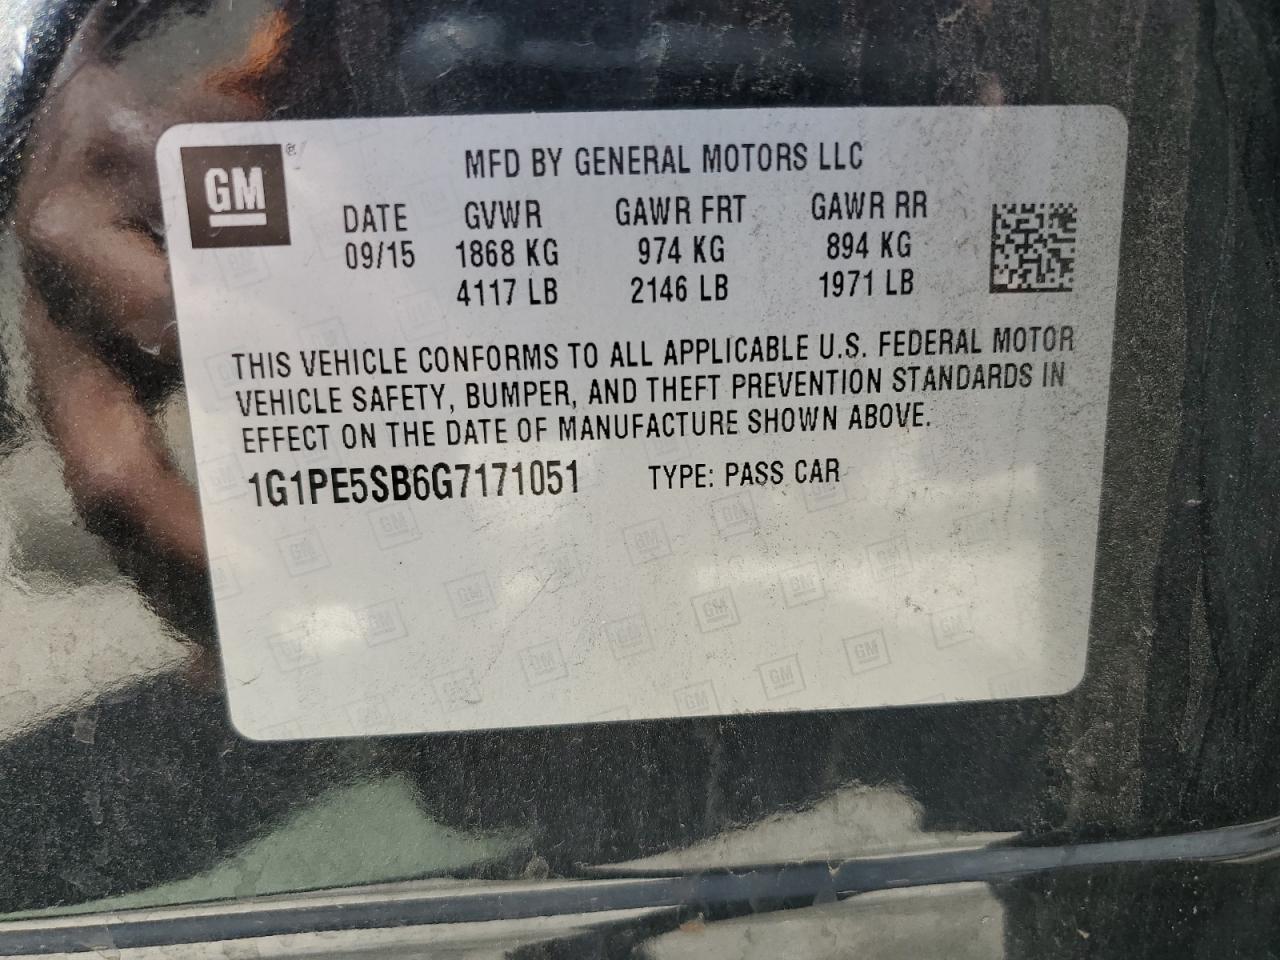 GM
MFD BY GENERAL MOTORS LLC
DATE GVWR GAWR FRT GAWR RR
09/15 1868 KG 974 KG 894 KG
4117 LB 2146 LB 1971 LB
THIS VEHICLE CONFORMS TO ALL APPLICABLE U.S. FEDERAL MOTOR
VEHICLE SAFETY, BUMPER, AND THEFT PREVENTION STANDARDS IN
EFFECT ON THE DATE OF MANUFACTURE SHOWN ABOVE.
1G1PE5SB6G7171051 TYPE: PASS CAR